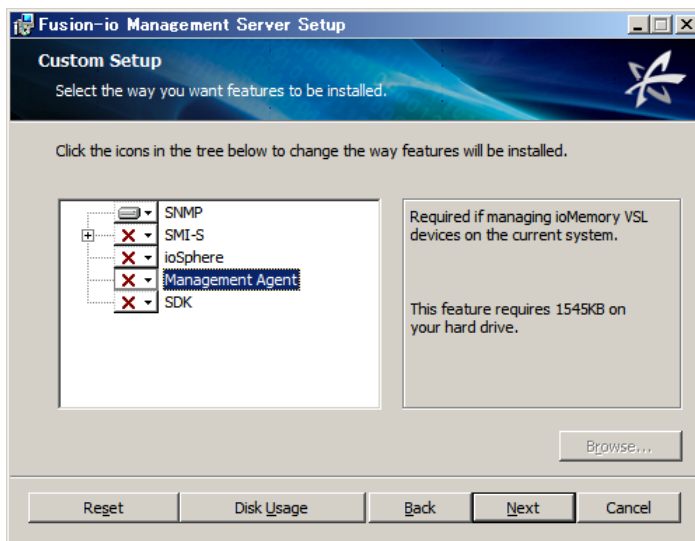 Fusion-io Management Server Setup
Custom Setup
Select the way you want features to be installed.
Click the icons in the tree below to change the way features will be installed.
SNMP
SMI-S
ioSphere
Management Agent
SDK
Required if managing ioMemory VSL
devices on the current system.
This feature requires 1545KB on
your hard drive.
Browse...
Reset
Disk Usage
Back
Next
Cancel